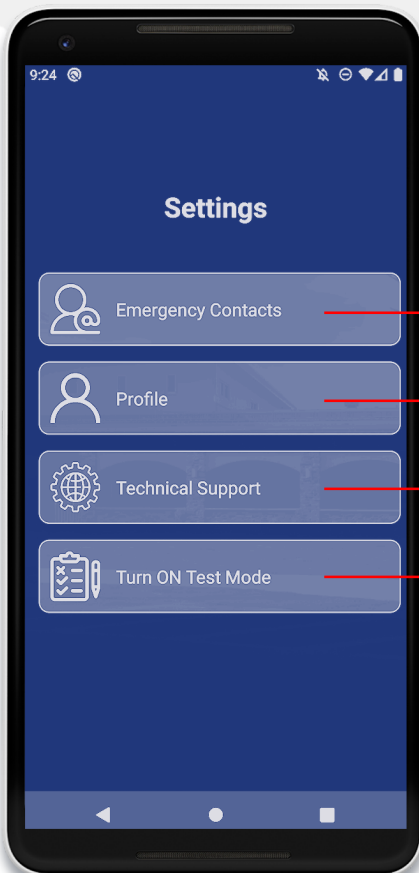 9:24
Settings
Emergency Contacts
Profile
Technical Support
Turn ON Test Mode